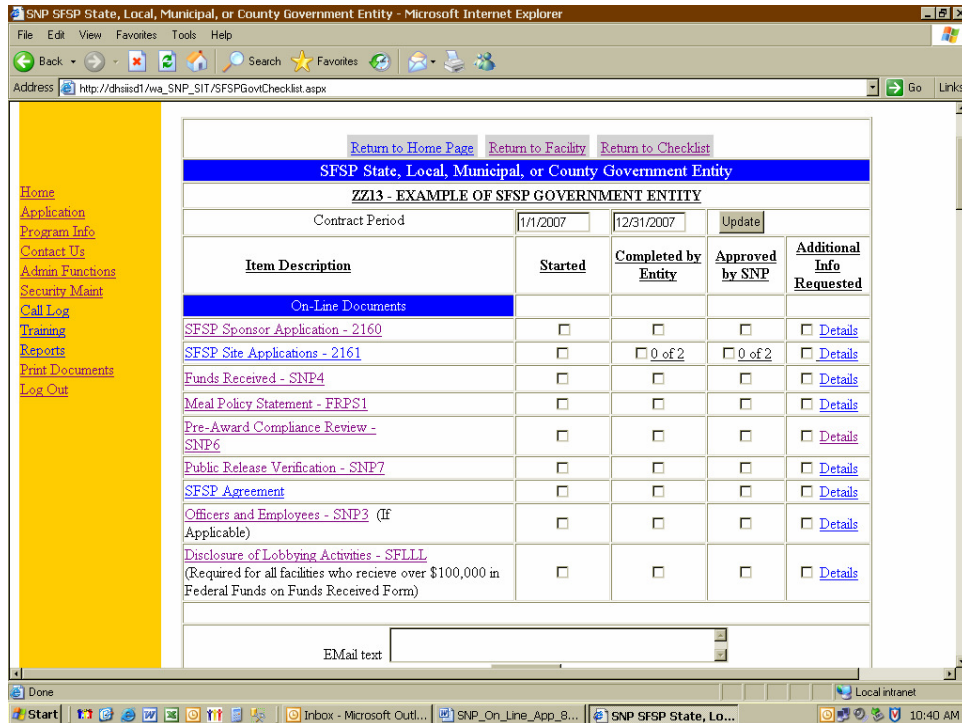 SNP SFSP State, Local, Municipal, or County Government Entity - Microsoft Internet Explorer
File Edit View Favorites Tools Help
Back Search Favorites
Address http://dhsiisd1/wa_SNP_SIT/SFSPGovtChecklist.aspx Go Links
Return to Home Page Return to Facility Return to Checklist
SFSP State, Local, Municipal, or County Government Entity
ZZ13 - EXAMPLE OF SFSP GOVERNMENT ENTITY
Contract Period 1/1/2007 12/31/2007 Update
Item Description Started Completed by Entity Approved by SNP Additional Info Requested
On-Line Documents
SFSP Sponsor Application - 2160 Details
SFSP Site Applications - 2161 0 of 2 0 of 2 Details
Funds Received - SNP4 Details
Meal Policy Statement - FRPS1 Details
Pre-Award Compliance Review -
SNP6 Details
Public Release Verification - SNP7 Details
SFSP Agreement Details
Officers and Employees - SNP3 (If
Applicable) Details
Disclosure of Lobbying Activities - SFLLL
(Required for all facilities who recieve over $100,000 in
Federal Funds on Funds Received Form) Details
EMail text
Home
Application
Program Info
Contact Us
Admin Functions
Security Maint
Call Log
Training
Reports
Print Documents
Log Out
Done Local intranet
Start Inbox - Microsoft Outl... SNP_On_Line_App_8... SNP SFSP State, Lo... 10:40 AM